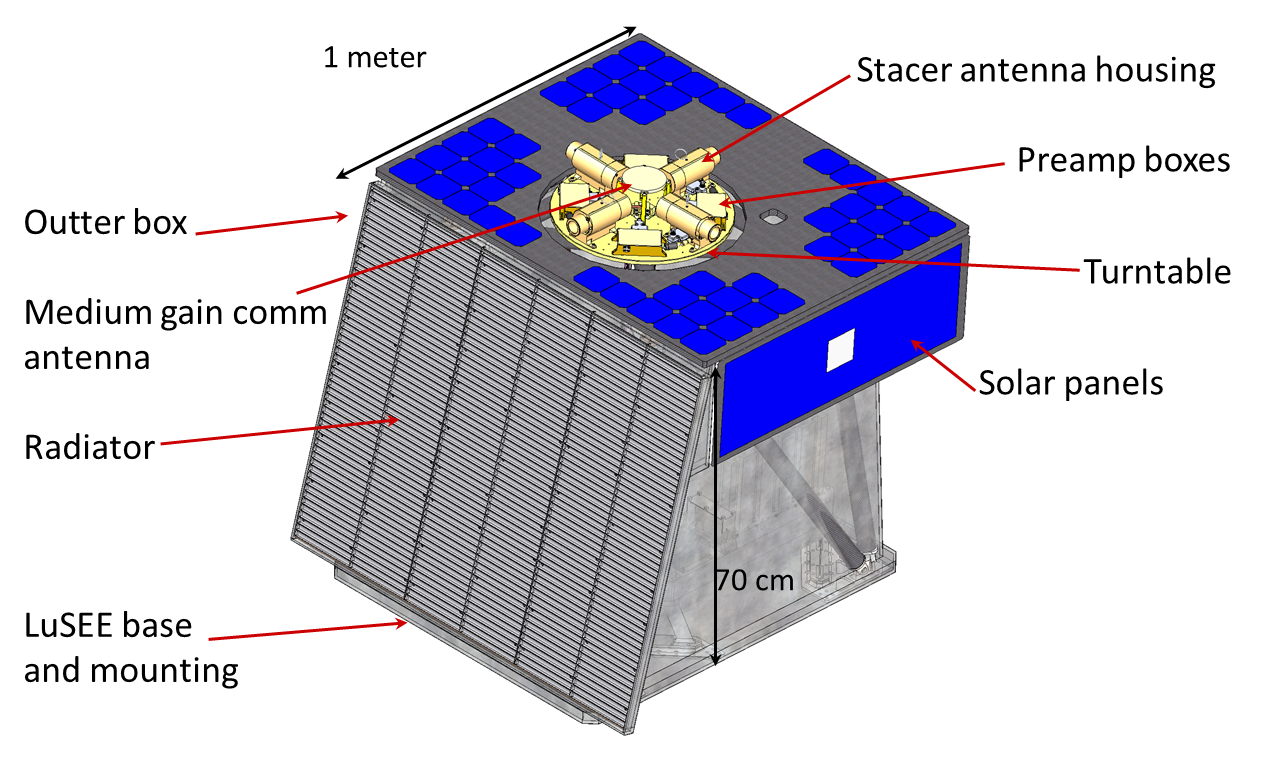 1 meter
Stacer antenna housing
Preamp boxes
Outter box
Turntable
Medium gain comm
antenna
Solar panels
Radiator
70 cm
LuSEE base
and mounting